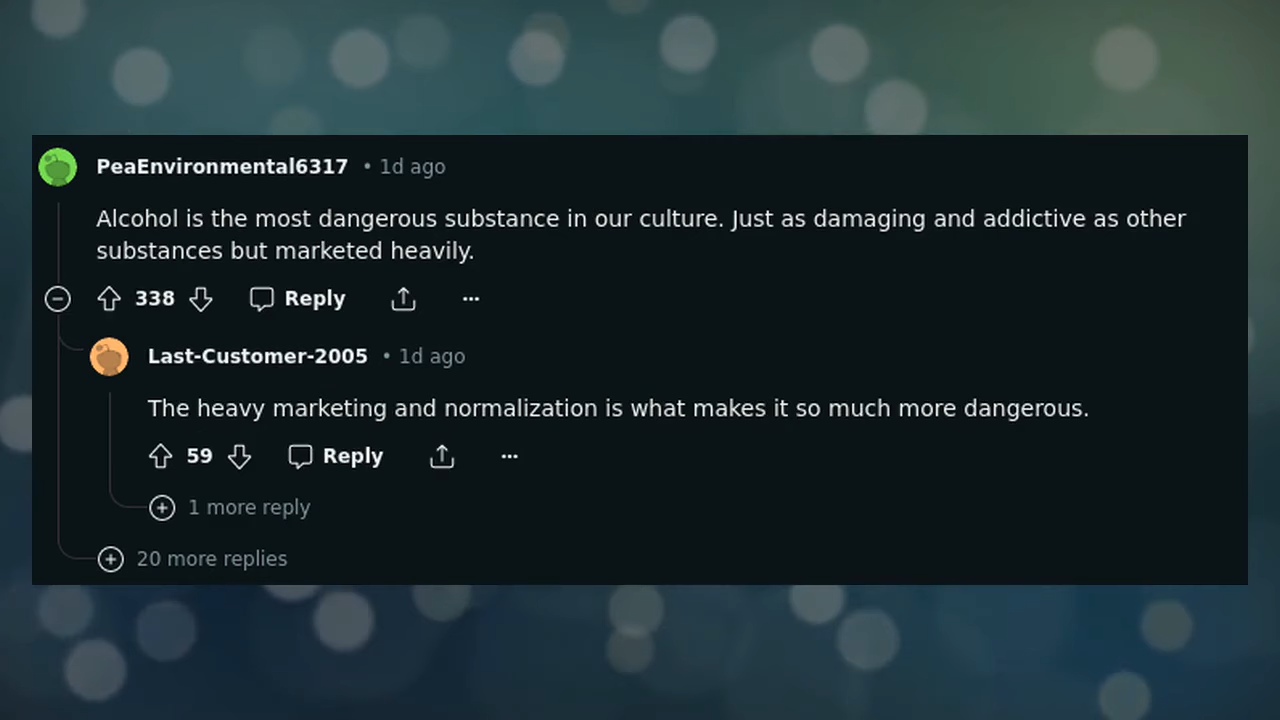 PeaEnvironmental6317 • 1d ago
Alcohol is the most dangerous substance in our culture. Just as damaging and addictive as other
substances but marketed heavily.
338 Reply ...
Last-Customer-2005 • 1d ago
The heavy marketing and normalization is what makes it so much more dangerous.
59 Reply ...
1 more reply
20 more replies